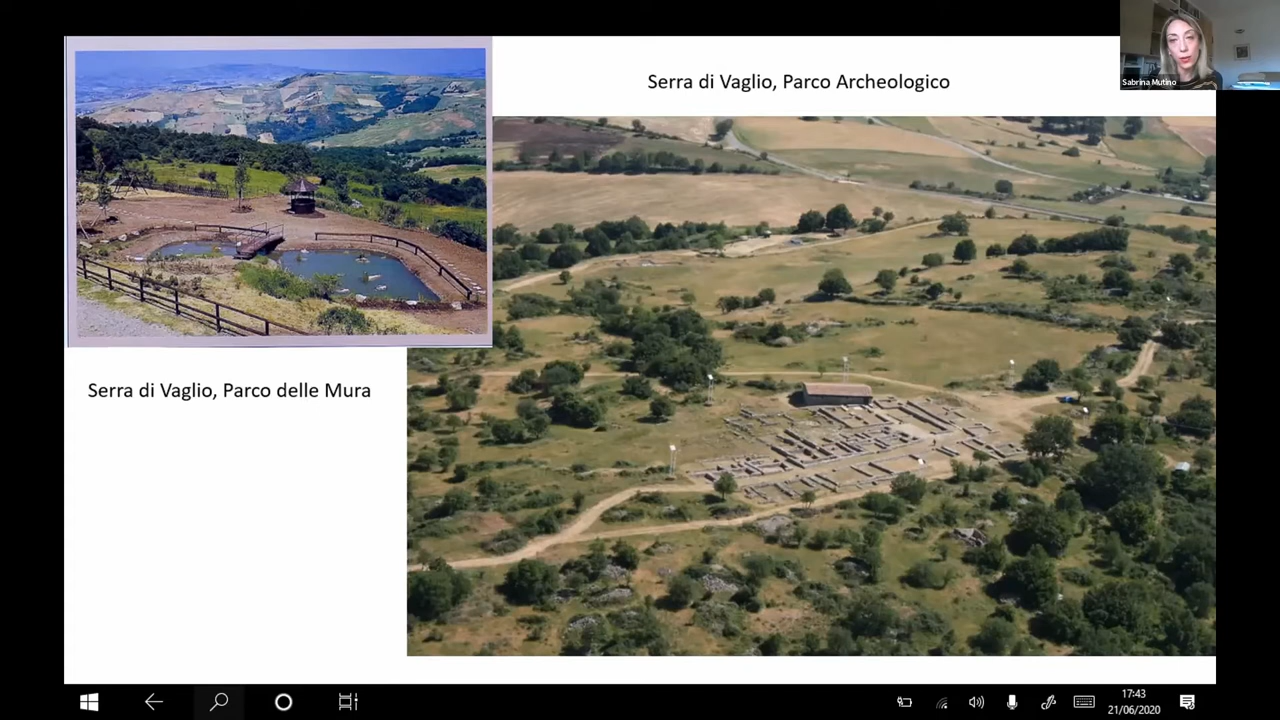 Serra di Vaglio, Parco Archeologico
Sabrina Mutino
Serra di Vaglio, Parco delle Mura
17:43
21/06/2020